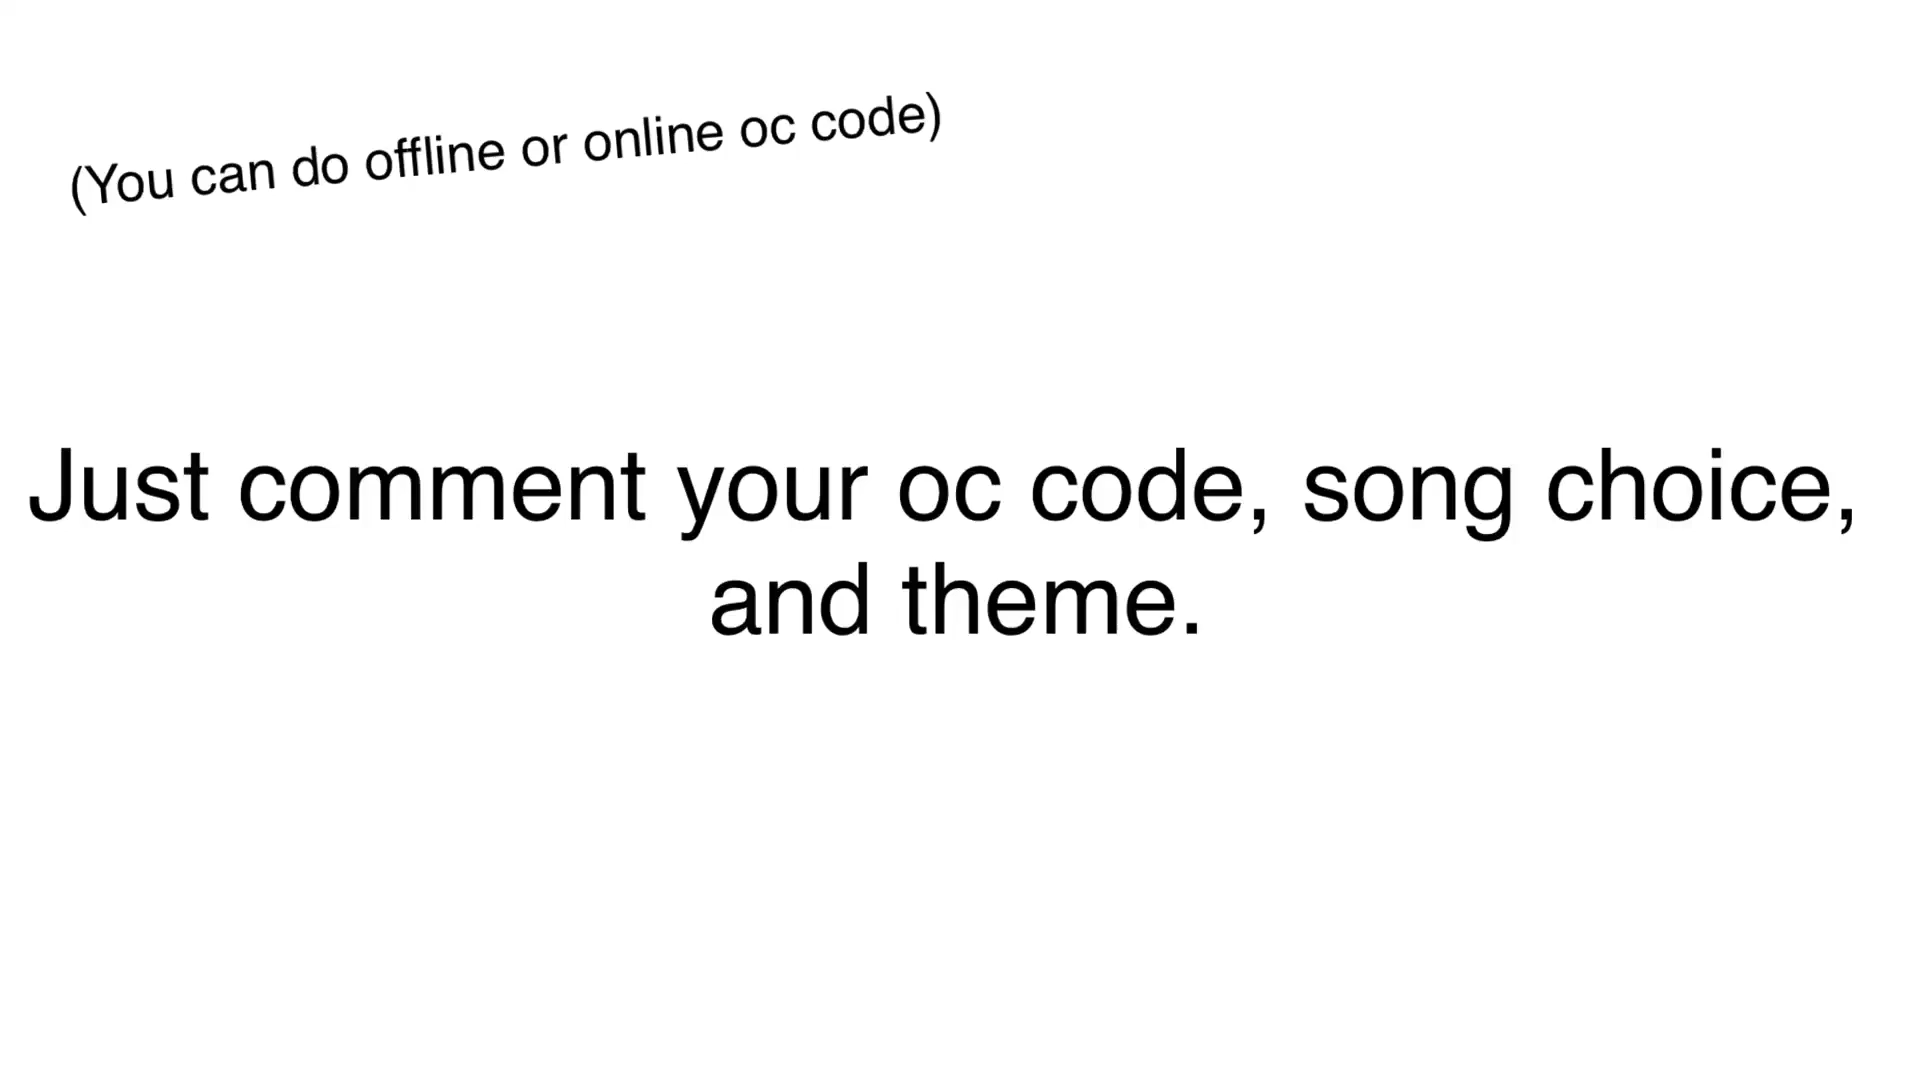 (You can do offline or online oc code)
Just comment your oc code, song choice,
and theme.